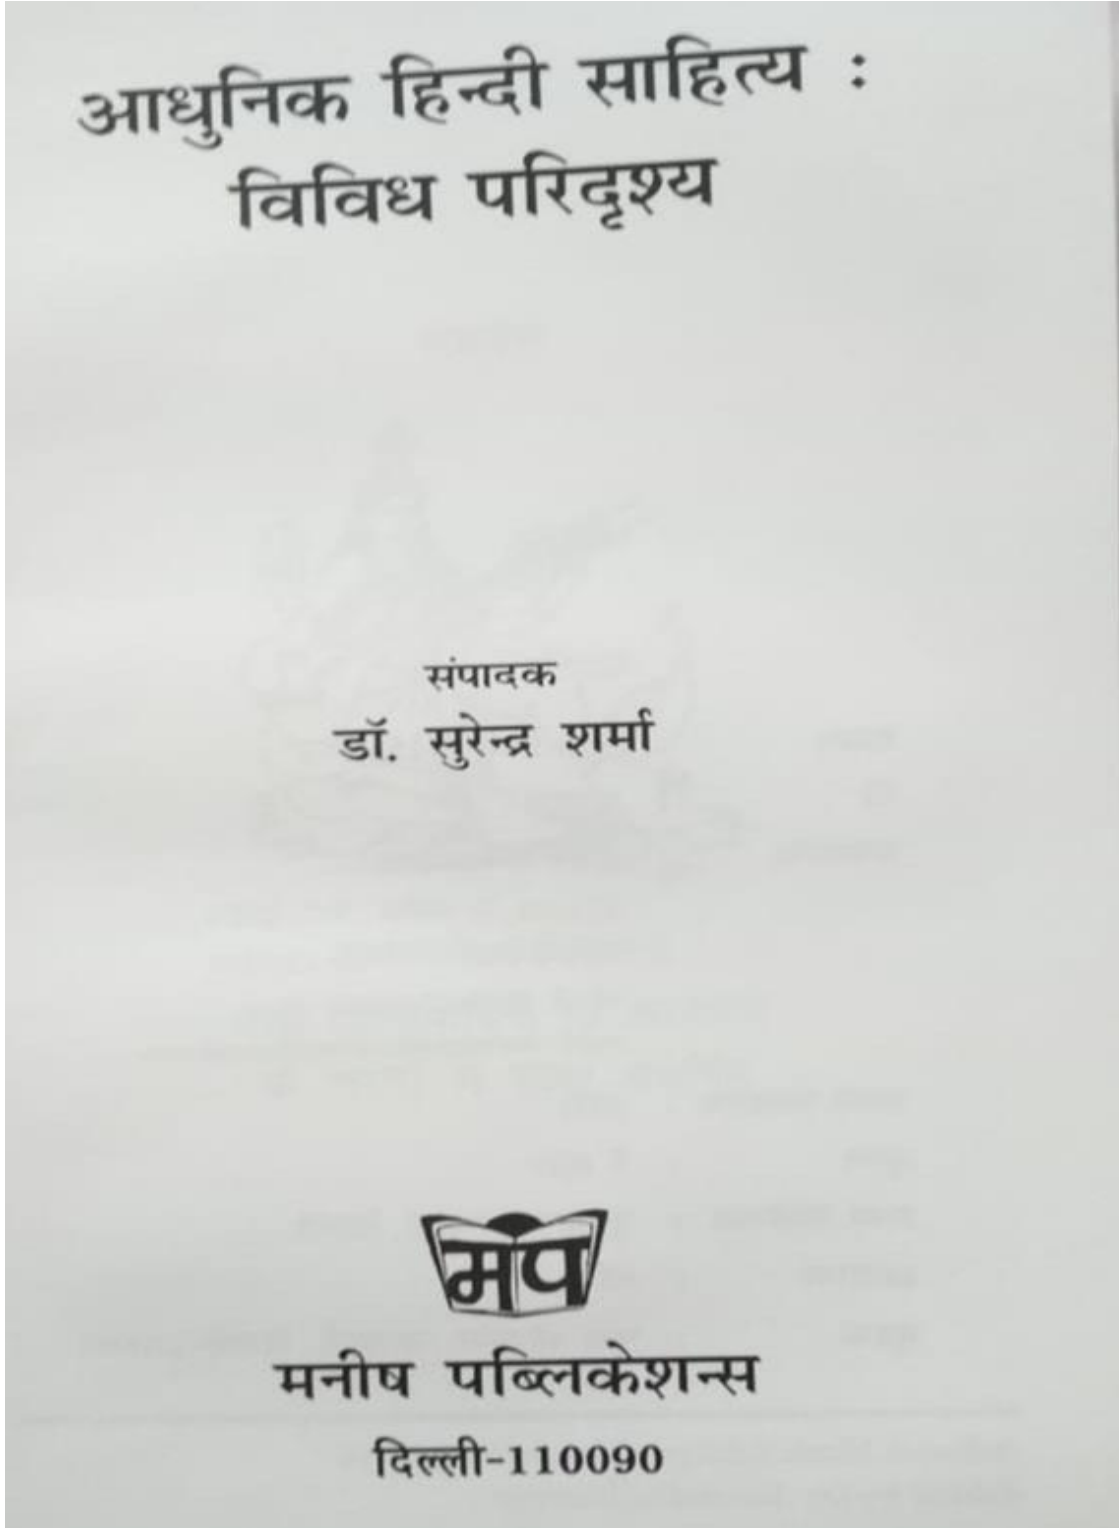 आधुनिक हिन्दी साहित्य :
विविध परिदृश्य
संपादक
डॉ. सुरेन्द्र शर्मा
मप
मनीष पब्लिकेशन्स
दिल्ली-110090